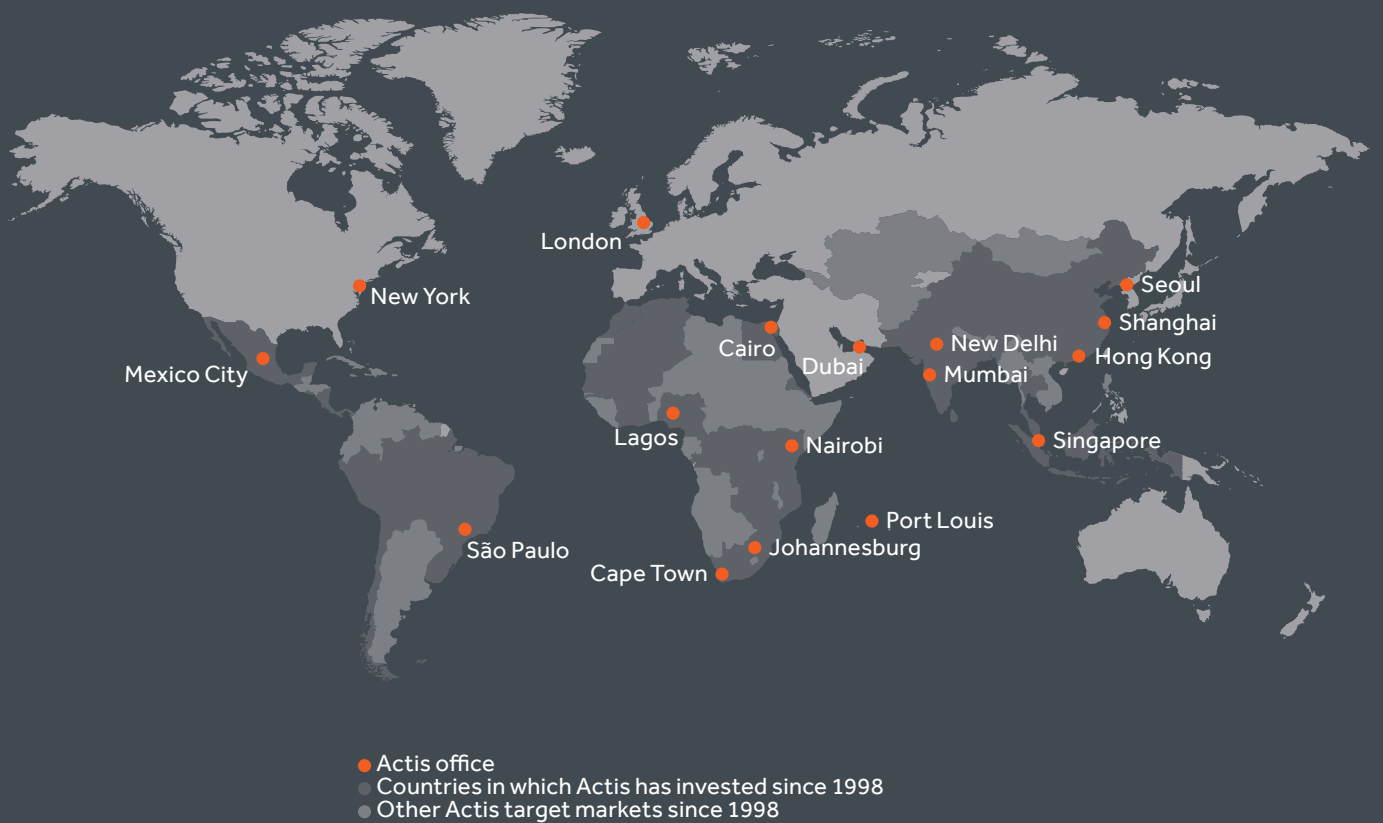 London
New York
Seoul
Shanghai
Cairo
New Delhi
Hong Kong
Dubai
Mexico City
Mumbai
Lagos
Singapore
Nairobi
Port Louis
São Paulo
Johannesburg
Cape Town
Actis office
Countries in which Actis has invested since 1998
Other Actis target markets since 1998